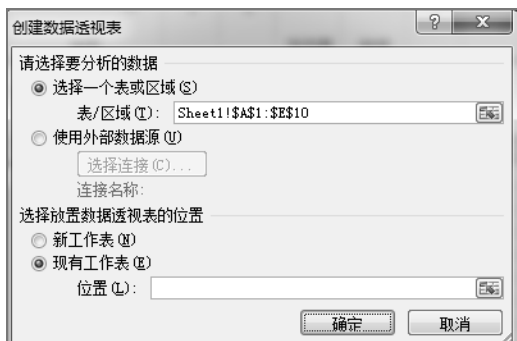 创建数据透视表
请选择要分析的数据
选择一个表或区域(S)
表/区域(T): Sheet1!$A$1:$E$10
使用外部数据源(U)
选择连接(C)...
连接名称:
选择放置数据透视表的位置
新工作表(N)
现有工作表(E)
位置(L):
确定 取消